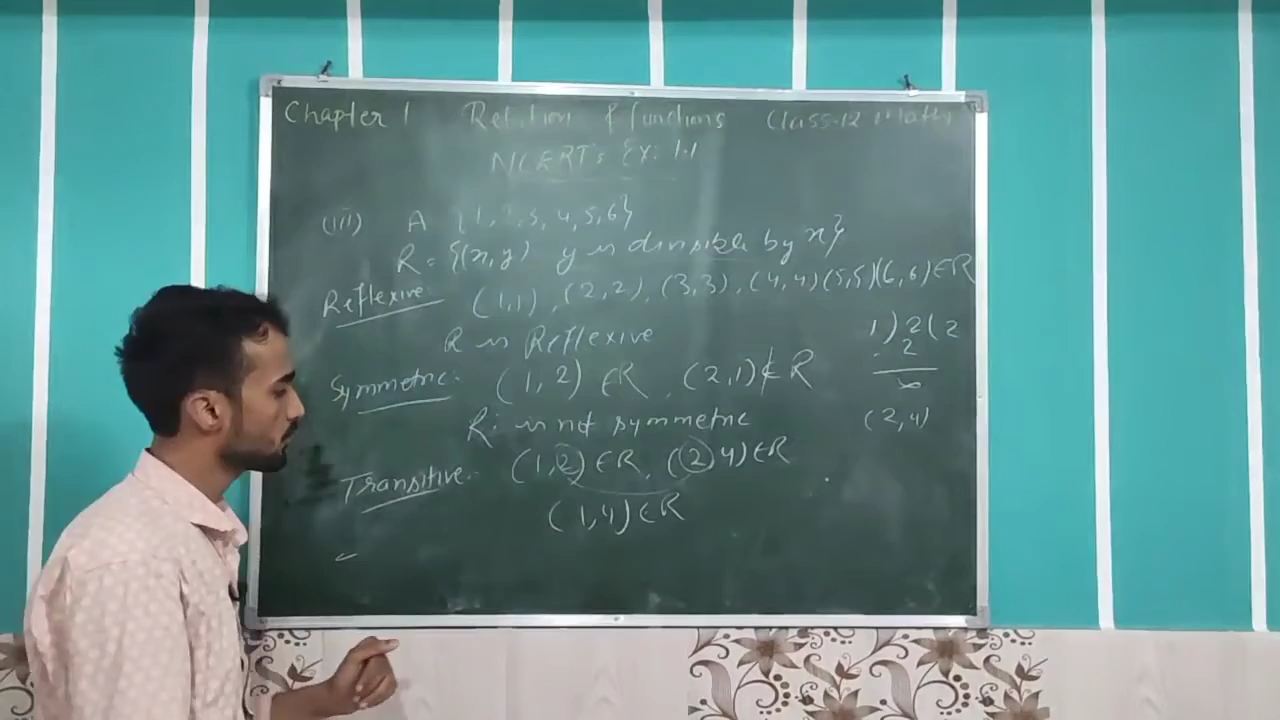 Chapter 1 Relation & functions Class-12 Maths
NCERT's Ex: 1.1
(iii) A {1, 2, 3, 4, 5, 6}
R = {(x, y) y is divisible by x}
Reflexive:- (1,1), (2,2), (3,3), (4,4) (5,5)(6,6) ∈ R
R is Reflexive
1)2(2
2
Symmetric:- (1, 2) ∈ R, (2,1) ∉ R
R: is not symmetric
(2,4)
Transitive:- (1,2) ∈ R, (2,4) ∈ R
(1,4) ∈ R